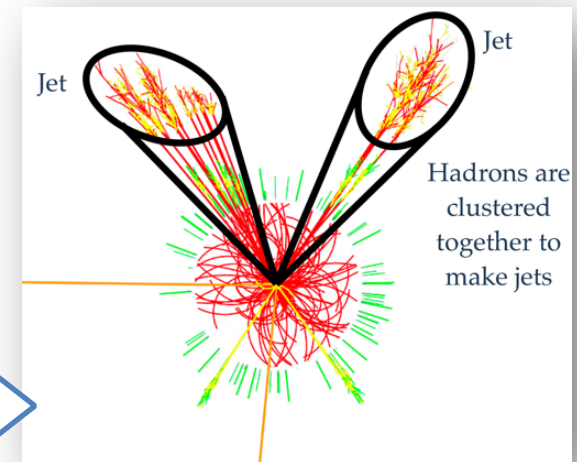 Jet
Jet
Hadrons are
clustered
together to
make jets